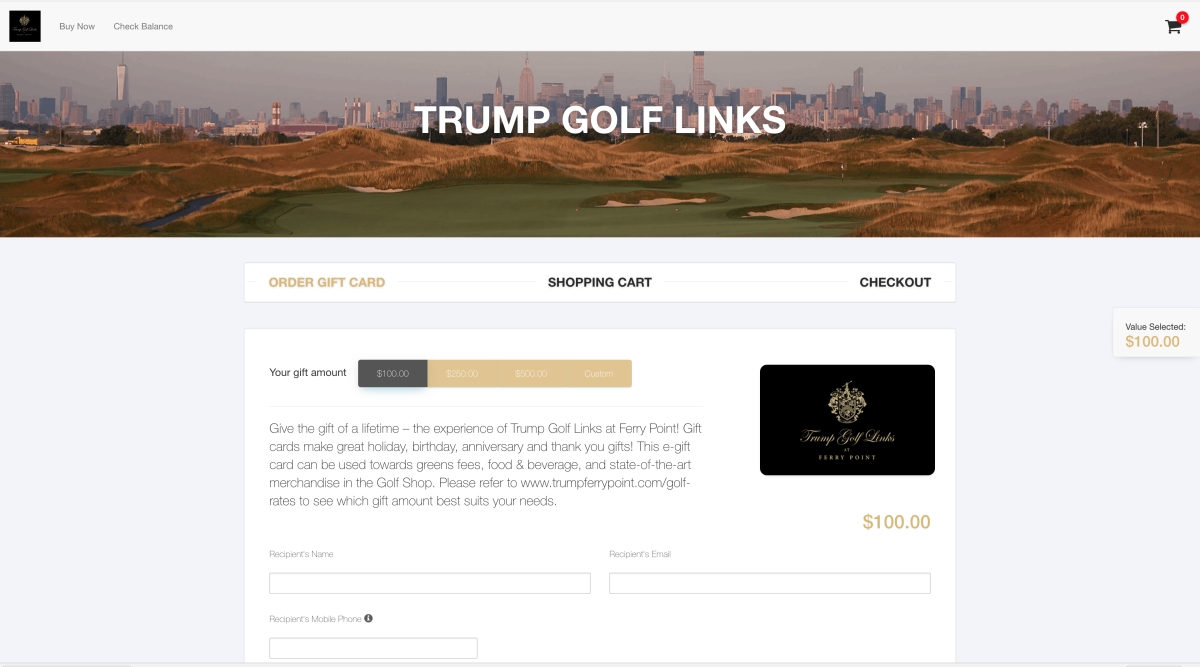 Trump Golf Links
Buy Now
Check Balance
0
TRUMP GOLF LINKS
ORDER GIFT CARD
SHOPPING CART
CHECKOUT
Value Selected:
$100.00
Your gift amount
$100.00
$250.00
$500.00
Custom
Give the gift of a lifetime – the experience of Trump Golf Links at Ferry Point! Gift
cards make great holiday, birthday, anniversary and thank you gifts! This e-gift
card can be used towards greens fees, food & beverage, and state-of-the-art
merchandise in the Golf Shop. Please refer to www.trumpferrypoint.com/golf-
rates to see which gift amount best suits your needs.
Trump Golf Links
AT
FERRY POINT
$100.00
Recipient's Name
Recipient's Email
Recipient's Mobile Phone